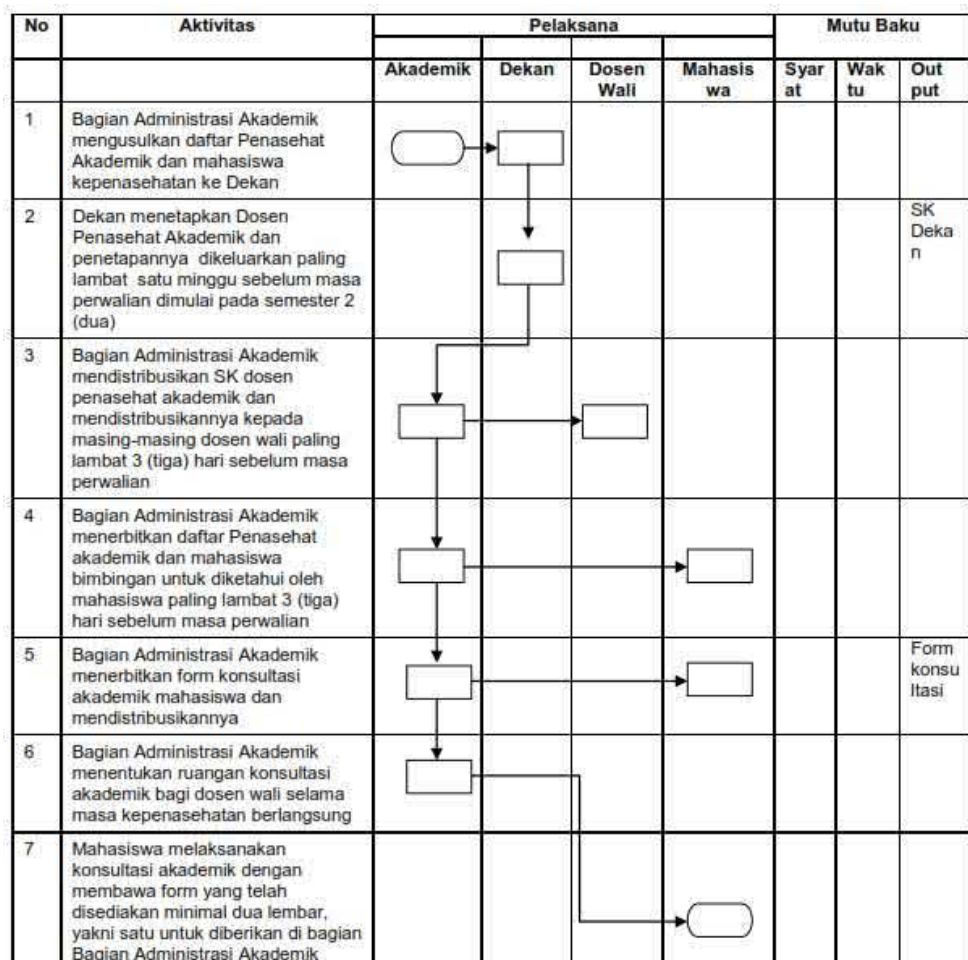 No Aktivitas Pelaksana Mutu Baku
Akademik Dekan Dosen Wali Mahasis wa Syar at Wak tu Out put
1 Bagian Administrasi Akademik
mengusulkan daftar Penasehat
Akademik dan mahasiswa
kepenasehatan ke Dekan
2 Dekan menetapkan Dosen
Penasehat Akademik dan
penetapannya dikeluarkan paling
lambat satu minggu sebelum masa
perwalian dimulai pada semester 2
(dua)
SK
Deka
n
3 Bagian Administrasi Akademik
mendistribusikan SK dosen
penasehat akademik dan
mendistribusikannya kepada
masing-masing dosen wali paling
lambat 3 (tiga) hari sebelum masa
perwalian
4 Bagian Administrasi Akademik
menerbitkan daftar Penasehat
akademik dan mahasiswa
bimbingan untuk diketahui oleh
mahasiswa paling lambat 3 (tiga)
hari sebelum masa perwalian
5 Bagian Administrasi Akademik
menerbitkan form konsultasi
akademik mahasiswa dan
mendistribusikannya
Form
konsu
ltasi
6 Bagian Administrasi Akademik
menentukan ruangan konsultasi
akademik bagi dosen wali selama
masa kepenasehatan berlangsung
7 Mahasiswa melaksanakan
konsultasi akademik dengan
membawa form yang telah
disediakan minimal dua lembar,
yakni satu untuk diberikan di bagian
Bagian Administrasi Akademik